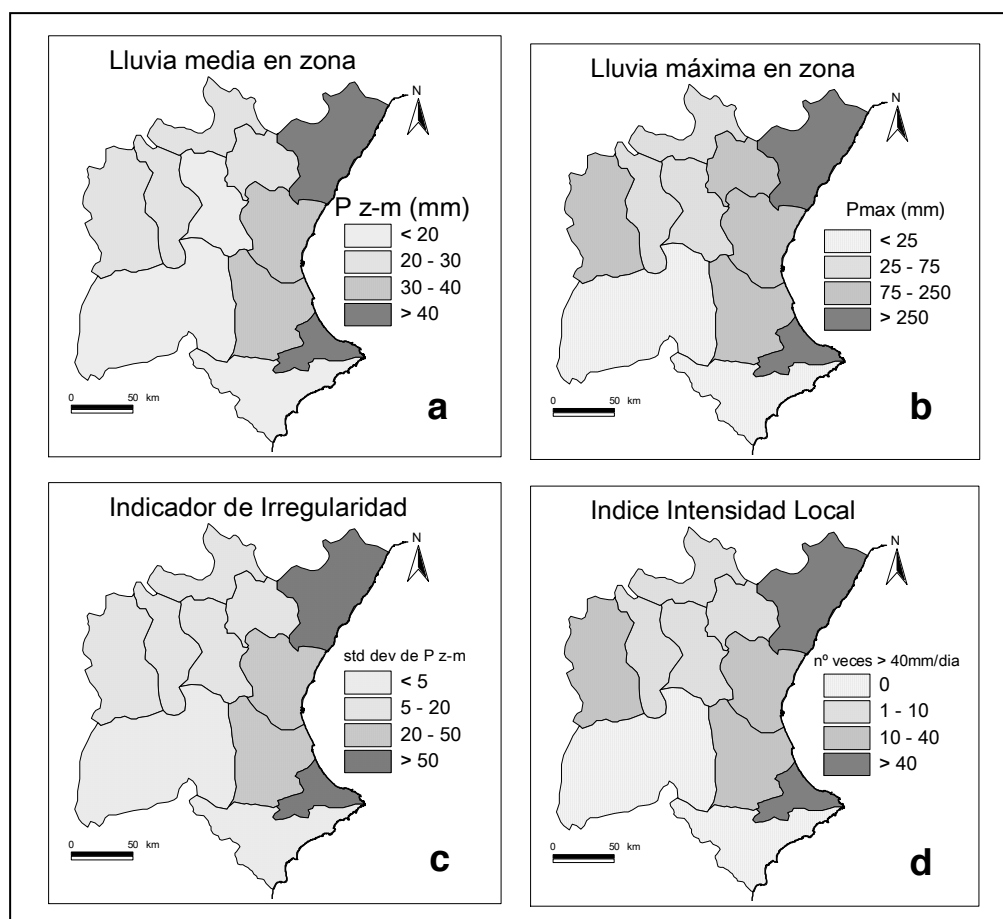 Lluvia media en zona
N
P z-m (mm)
< 20
20 - 30
30 - 40
> 40
0 50 km
a
Lluvia máxima en zona
N
Pmax (mm)
< 25
25 - 75
75 - 250
> 250
0 50 km
b
Indicador de Irregularidad
N
std dev de P z-m
< 5
5 - 20
20 - 50
> 50
0 50 km
c
Indice Intensidad Local
N
nº veces > 40mm/dia
0
1 - 10
10 - 40
> 40
0 50 km
d